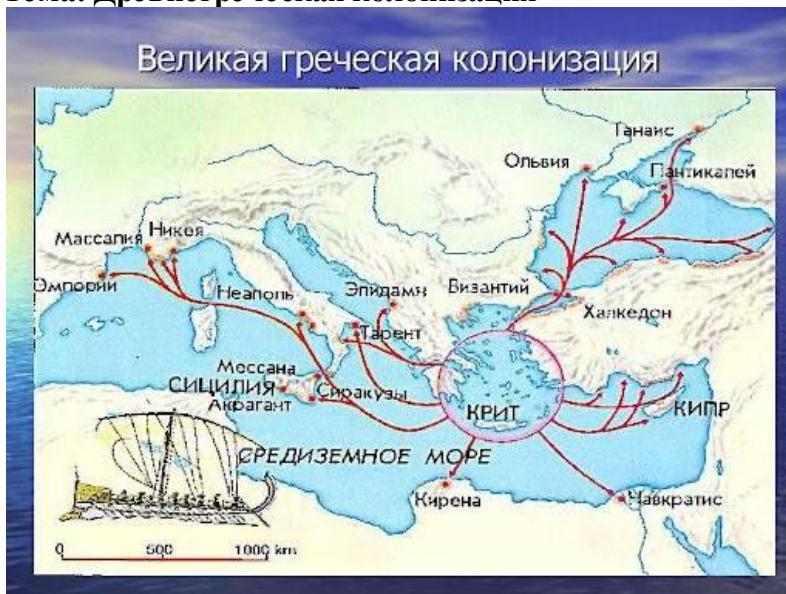 Великая греческая колонизация
Танаис
Ольвия
Пантикапей
Массалия
Никея
Эмпорий
Неаполь
Эпидамн
Византий
Халкедон
Тарент
Мессана
СИЦИЛИЯ
Сиракузы
Акрагант
КРИТ
КИПР
СРЕДИЗЕМНОЕ МОРЕ
Кирена
Навкратис
0 500 1000 km